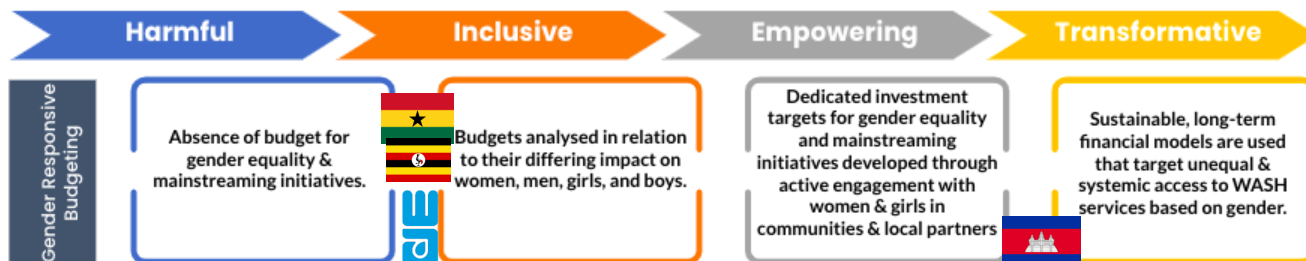 Harmful
Inclusive
Empowering
Transformative
Gender Responsive
Budgeting
Absence of budget for
gender equality &
mainstreaming initiatives.
Budgets analysed in relation
to their differing impact on
women, men, girls, and boys.
Dedicated investment
targets for gender equality
and mainstreaming
initiatives developed through
active engagement with
women & girls in
communities & local partners
Sustainable, long-term
financial models are used
that target unequal &
systemic access to WASH
services based on gender.